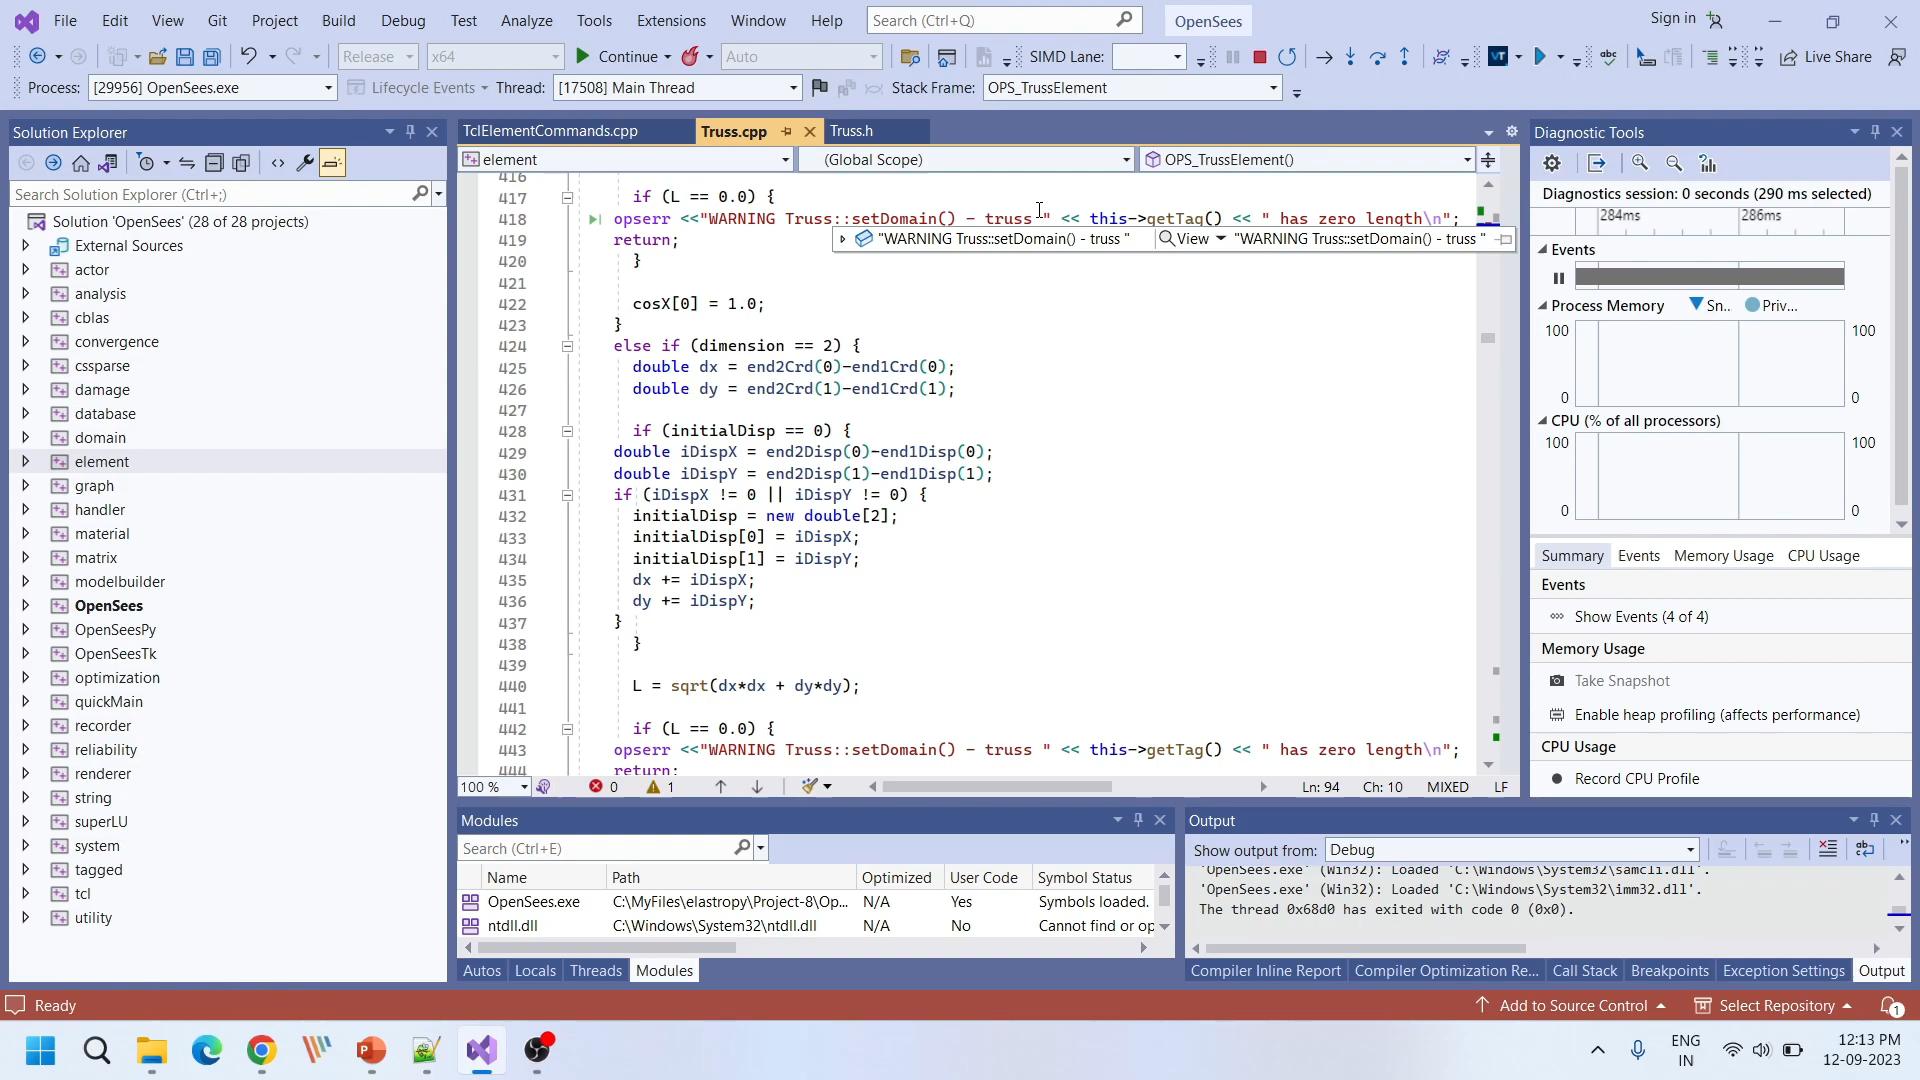 File Edit View Git Project Build Debug Test Analyze Tools Extensions Window Help Search (Ctrl+Q) OpenSees Sign in
Release x64 Continue Auto SIMD Lane: Live Share
Process: [29956] OpenSees.exe Lifecycle Events Thread: [17508] Main Thread Stack Frame: OPS_TrussElement
Solution Explorer
Search Solution Explorer (Ctrl+;)
Solution 'OpenSees' (28 of 28 projects)
External Sources
actor
analysis
cblas
convergence
cssparse
damage
database
domain
element
graph
handler
material
matrix
modelbuilder
OpenSees
OpenSeesPy
OpenSeesTk
optimization
quickMain
recorder
reliability
renderer
string
superLU
system
tagged
tcl
utility
TclElementCommands.cpp Truss.cpp Truss.h
element (Global Scope) OPS_TrussElement()
416
417 if (L == 0.0) {
418 opserr <<"WARNING Truss::setDomain() - truss " << this->getTag() << " has zero length\n";
419 return;
"WARNING Truss::setDomain() - truss " View "WARNING Truss::setDomain() - truss "
420 }
421
422 cosX[0] = 1.0;
423 }
424 else if (dimension == 2) {
425 double dx = end2Crd(0)-end1Crd(0);
426 double dy = end2Crd(1)-end1Crd(1);
427
428 if (initialDisp == 0) {
429 double iDispX = end2Disp(0)-end1Disp(0);
430 double iDispY = end2Disp(1)-end1Disp(1);
431 if (iDispX != 0 || iDispY != 0) {
432 initialDisp = new double[2];
433 initialDisp[0] = iDispX;
434 initialDisp[1] = iDispY;
435 dx += iDispX;
436 dy += iDispY;
437 }
438 }
439
440 L = sqrt(dx*dx + dy*dy);
441
442 if (L == 0.0) {
443 opserr <<"WARNING Truss::setDomain() - truss " << this->getTag() << " has zero length\n";
444 return;
100 % 0 1 Ln: 94 Ch: 10 MIXED LF
Diagnostic Tools
Diagnostics session: 0 seconds (290 ms selected)
284ms 286ms
Events
Process Memory Sn.. Priv...
100 100
0 0
CPU (% of all processors)
100 100
0 0
Summary Events Memory Usage CPU Usage
Events
Show Events (4 of 4)
Memory Usage
Take Snapshot
Enable heap profiling (affects performance)
CPU Usage
Record CPU Profile
Modules
Search (Ctrl+E)
Name Path Optimized User Code Symbol Status
OpenSees.exe C:\MyFiles\elastropy\Project-8\Op... N/A Yes Symbols loaded.
ntdll.dll C:\Windows\System32\ntdll.dll N/A No Cannot find or op
Autos Locals Threads Modules
Output
Show output from: Debug
'OpenSees.exe' (Win32): Loaded 'C:\Windows\System32\samcli.dll'.
'OpenSees.exe' (Win32): Loaded 'C:\Windows\System32\imm32.dll'.
The thread 0x68d0 has exited with code 0 (0x0).
Compiler Inline Report Compiler Optimization Re... Call Stack Breakpoints Exception Settings Output
Ready Add to Source Control Select Repository 1
ENG
IN
12:13 PM
12-09-2023